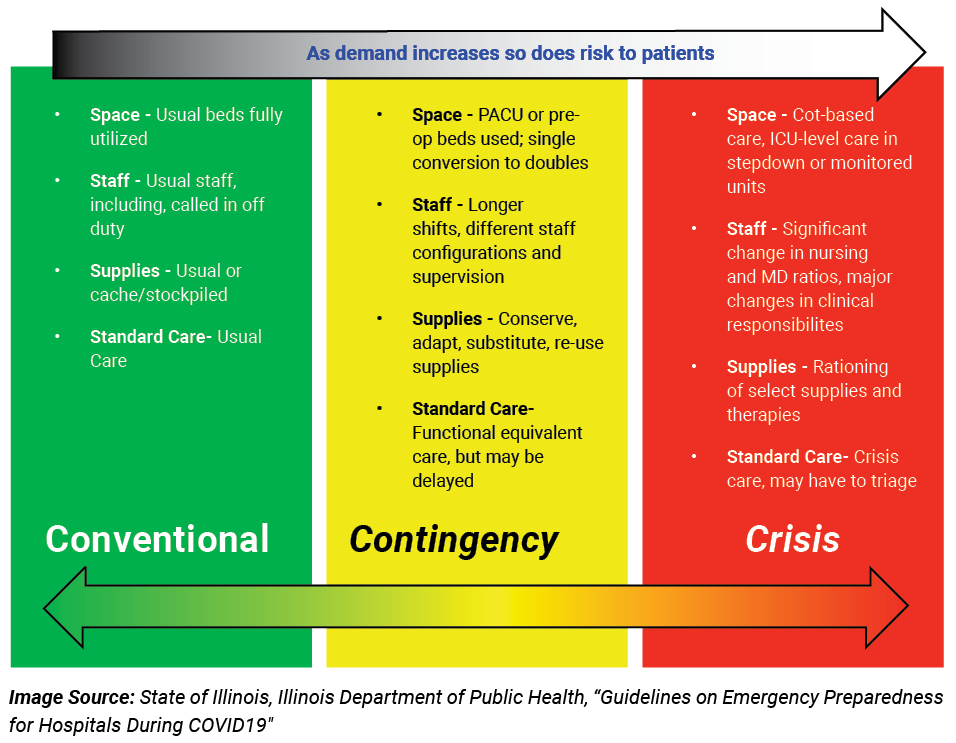 As demand increases so does risk to patients
• Space - Usual beds fully
utilized
• Staff - Usual staff,
including, called in off
duty
• Supplies - Usual or
cache/stockpiled
• Standard Care- Usual
Care
Conventional
• Space - PACU or pre-
op beds used; single
conversion to doubles
• Staff - Longer
shifts, different staff
configurations and
supervision
• Supplies - Conserve,
adapt, substitute, re-use
supplies
• Standard Care-
Functional equivalent
care, but may be
delayed
Contingency
• Space - Cot-based
care, ICU-level care in
stepdown or monitored
units
• Staff - Significant
change in nursing
and MD ratios, major
changes in clinical
responsibilites
• Supplies - Rationing
of select supplies and
therapies
• Standard Care- Crisis
care, may have to triage
Crisis
Image Source: State of Illinois, Illinois Department of Public Health, “Guidelines on Emergency Preparedness
for Hospitals During COVID19"